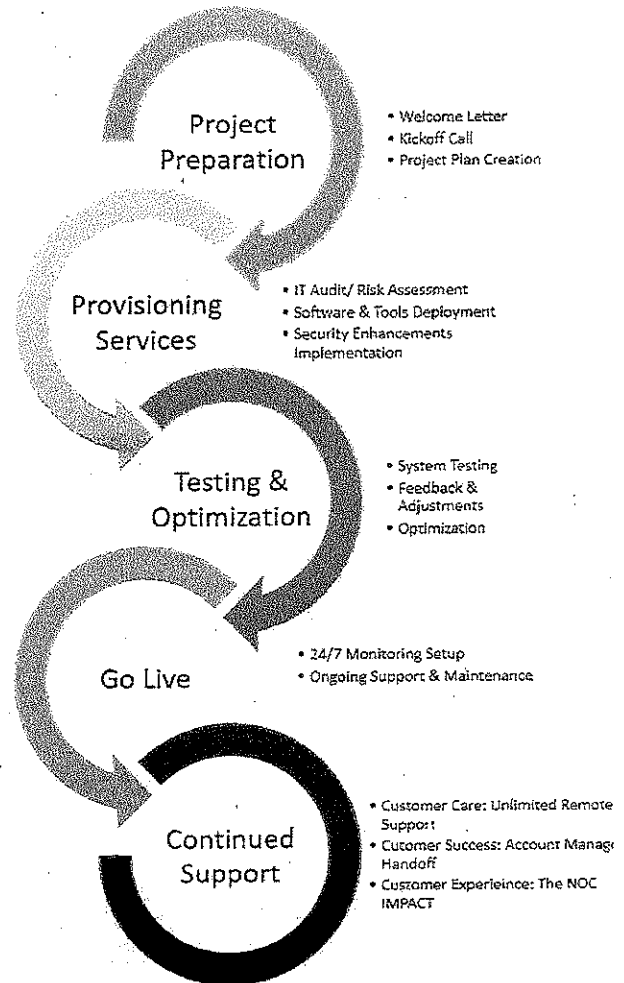 Project
Preparation
• Welcome Letter
• Kickoff Call
• Project Plan Creation
Provisioning
Services
• IT Audit/ Risk Assessment
• Software & Tools Deployment
• Security Enhancements
Implementation
Testing &
Optimization
• System Testing
• Feedback &
Adjustments
• Optimization
Go Live
• 24/7 Monitoring Setup
• Ongoing Support & Maintenance
Continued
Support
• Customer Care: Unlimited Remote
Support
• Cutomer Success: Account Manage
Handoff
• Customer Experieince: The NOC
IMPACT